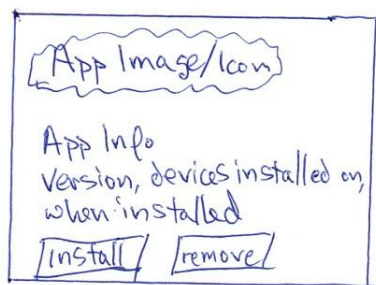 App Image/Icon
App Info
version, devices installed on,
when installed
install remove